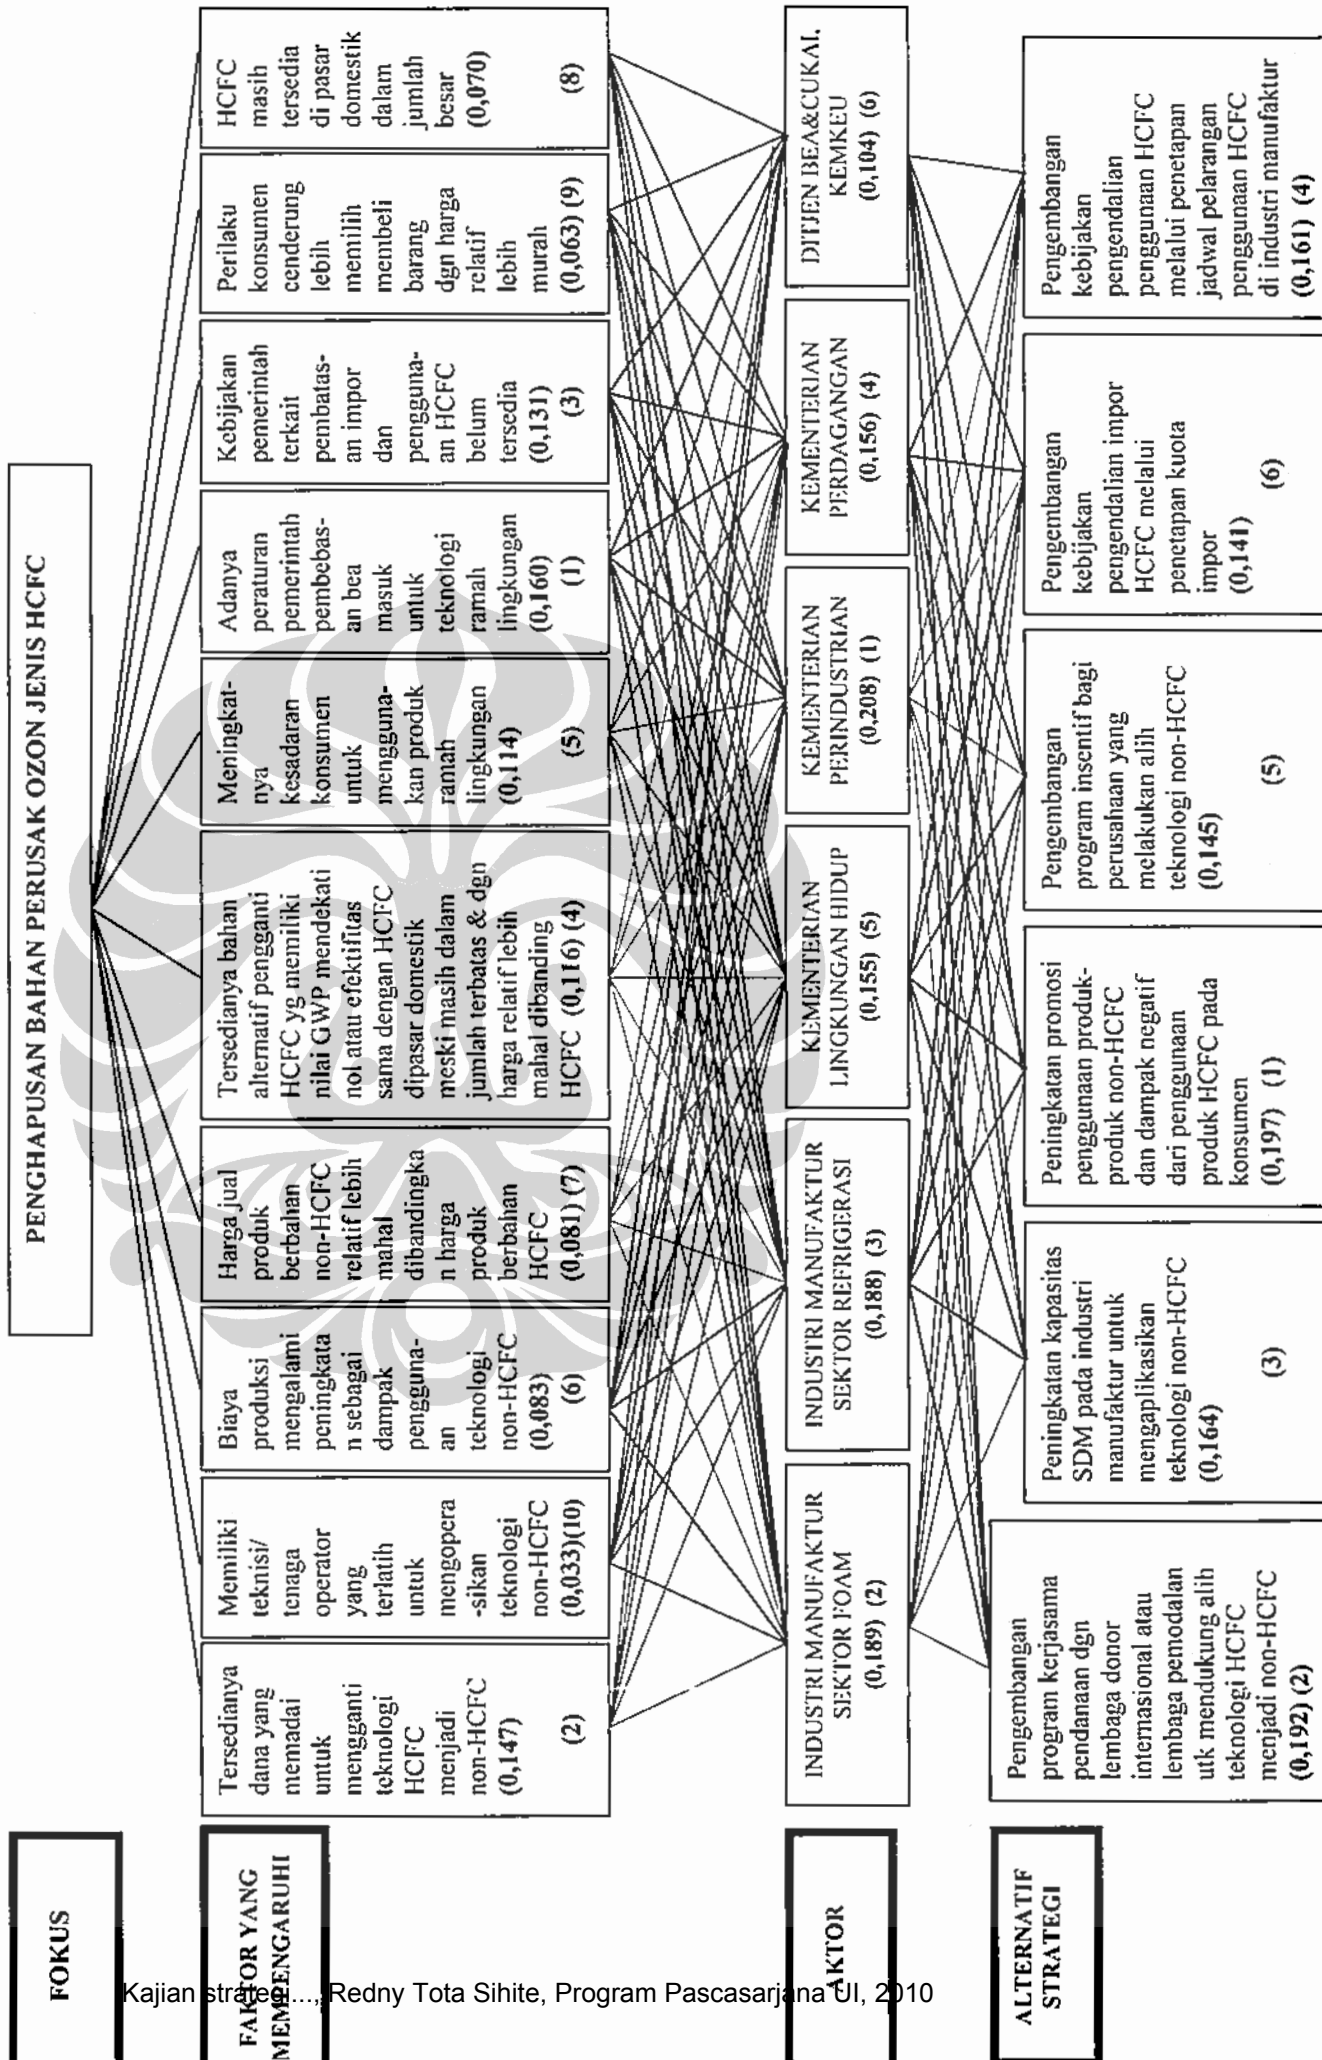 FOKUS
PENGHAPUSAN BAHAN PERUSAK OZON JENIS HCFC
FAKTOR YANG
MEMPENGARUHI
Tersedianya
dana yang
memadai
untuk
mengganti
teknologi
HCFC
menjadi
non-HCFC
(0,147)
(2)
Memiliki
teknisi/
tenaga
operator
yang
terlatih
untuk
mengopera
-sikan
teknologi
non-HCFC
(0,033)(10)
Biaya
produksi
mengalami
peningkata
n sebagai
dampak
pengguna-
an
teknologi
non-HCFC
(0,083)
(6)
Harga jual
produk
berbahan
non-HCFC
relatif lebih
mahal
dibandingka
n harga
produk
berbahan
HCFC
(0,081) (7)
Tersedianya bahan
alternatif pengganti
HCFC yg memiliki
nilai GWP mendekati
nol atau efektifitas
sama dengan HCFC
dipasar domestik
meski masih dalam
jumlah terbatas & dgn
harga relatif lebih
mahal dibanding
HCFC (0,116) (4)
Meningkat-
nya
kesadaran
konsumen
untuk
mengguna-
kan produk
ramah
lingkungan
(0,114)
(5)
Adanya
peraturan
pemerintah
pembebas-
an bea
masuk
untuk
teknologi
ramah
lingkungan
(0,160)
(1)
Kebijakan
pemerintah
terkait
pembatas-
an impor
dan
pengguna-
an HCFC
belum
tersedia
(0,131)
(3)
Perilaku
konsumen
cenderung
lebih
memilih
membeli
barang
dgn harga
relatif
lebih
murah
(0,063) (9)
HCFC
masih
tersedia
di pasar
domestik
dalam
jumlah
besar
(0,070)
(8)
AKTOR
INDUSTRI MANUFAKTUR
SEKTOR FOAM
(0,189) (2)
INDUSTRI MANUFAKTUR
SEKTOR REFRIGERASI
(0,188) (3)
KEMENTERIAN
LINGKUNGAN HIDUP
(0,155) (5)
KEMENTERIAN
PERINDUSTRIAN
(0,208) (1)
KEMENTERIAN
PERDAGANGAN
(0,156) (4)
DITJEN BEA&CUKAI,
KEMKEU
(0,104) (6)
ALTERNATIF
STRATEGI
Pengembangan
program kerjasama
pendanaan dgn
lembaga donor
internasional atau
lembaga pemodalan
utk mendukung alih
teknologi HCFC
menjadi non-HCFC
(0,192) (2)
Peningkatan kapasitas
SDM pada industri
manufaktur untuk
mengaplikasikan
teknologi non-HCFC
(0,164)
(3)
Peningkatan promosi
penggunaan produk-
produk non-HCFC
dan dampak negatif
dari penggunaan
produk HCFC pada
konsumen
(0,197) (1)
Pengembangan
program insentif bagi
perusahaan yang
melakukan alih
teknologi non-HCFC
(0,145)
(5)
Pengembangan
kebijakan
pengendalian impor
HCFC melalui
penetapan kuota
impor
(0,141)
(6)
Pengembangan
kebijakan
pengendalian
penggunaan HCFC
melalui penetapan
jadwal pelarangan
penggunaan HCFC
di industri manufaktur
(0,161) (4)
Kajian strategi..., Redny Tota Sihite, Program Pascasarjana UI, 2010